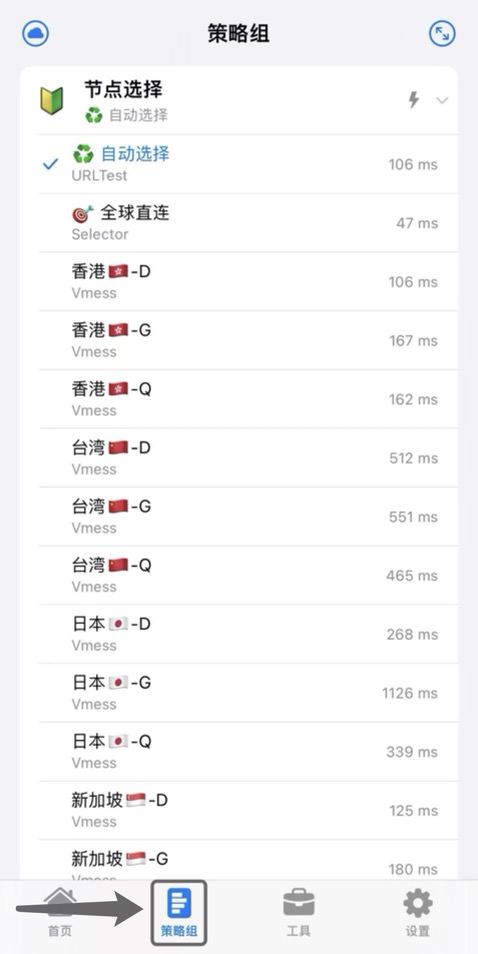 策略组
节点选择
♻️ 自动选择
♻️ 自动选择
106 ms
URLTest
🎯 全球直连
47 ms
Selector
香港🇭🇰-D
106 ms
Vmess
香港🇭🇰-G
167 ms
Vmess
香港🇭🇰-Q
162 ms
Vmess
台湾🇨🇳-D
512 ms
Vmess
台湾🇨🇳-G
551 ms
Vmess
台湾🇨🇳-Q
465 ms
Vmess
日本🇯🇵-D
268 ms
Vmess
日本🇯🇵-G
1126 ms
Vmess
日本🇯🇵-Q
339 ms
Vmess
新加坡🇸🇬-D
125 ms
Vmess
新加坡🇸🇬-G
180 ms
Vmess
首页
策略组
工具
设置